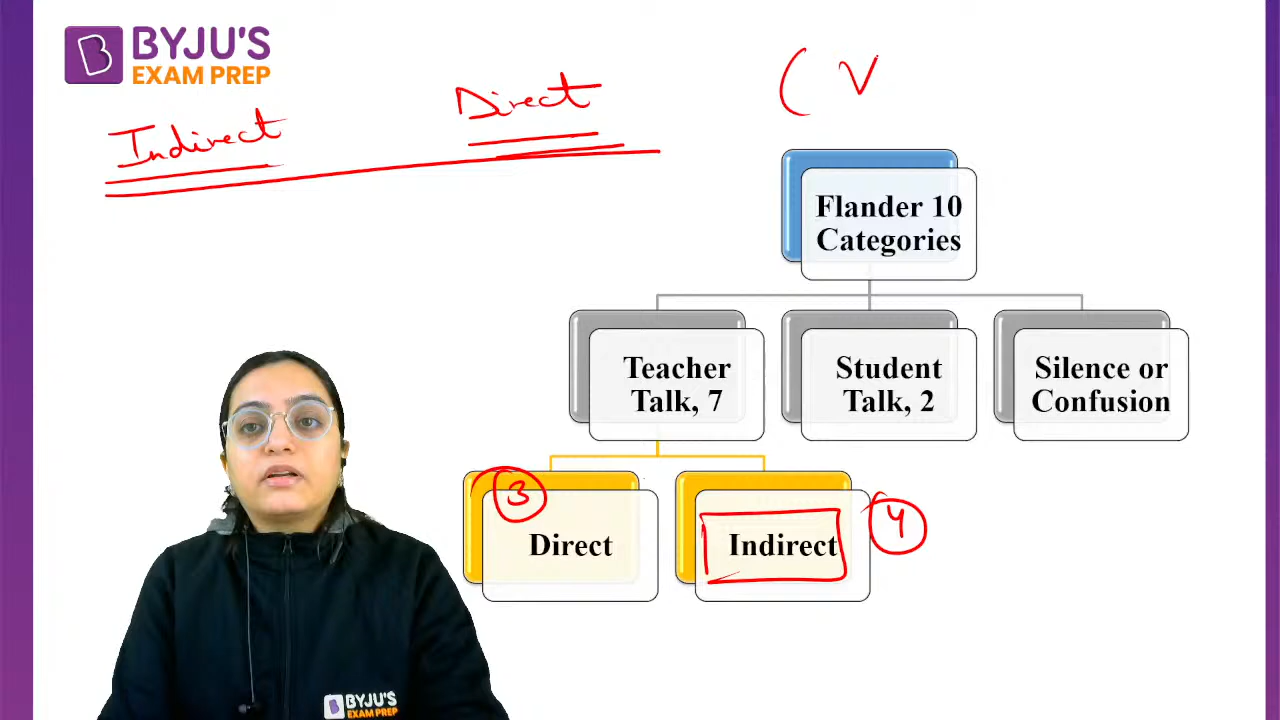 BYJU'S
EXAM PREP
Indirect
Direct
( V
Flander 10
Categories
Teacher
Talk, 7
Student
Talk, 2
Silence or
Confusion
3
Direct
Indirect
4
BYJU'S
EXAM PREP